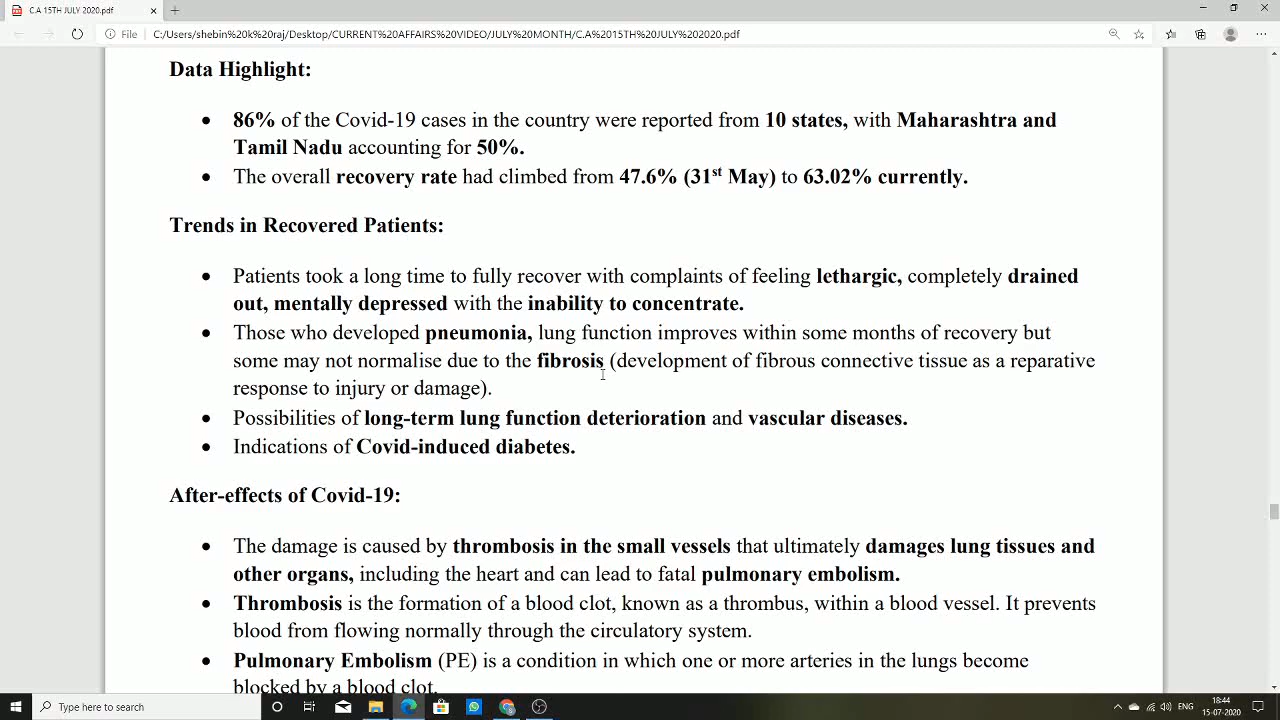 C.A 15TH JULY 2020.pdf
File C:/Users/shebin%20k%20raj/Desktop/CURRENT%20AFFAIRS%20VIDEO/JULY%20MONTH/C.A%2015TH%20JULY%202020.pdf
Data Highlight:
• 86% of the Covid-19 cases in the country were reported from 10 states, with Maharashtra and
Tamil Nadu accounting for 50%.
• The overall recovery rate had climbed from 47.6% (31st May) to 63.02% currently.
Trends in Recovered Patients:
• Patients took a long time to fully recover with complaints of feeling lethargic, completely drained
out, mentally depressed with the inability to concentrate.
• Those who developed pneumonia, lung function improves within some months of recovery but
some may not normalise due to the fibrosis (development of fibrous connective tissue as a reparative
response to injury or damage).
• Possibilities of long-term lung function deterioration and vascular diseases.
• Indications of Covid-induced diabetes.
After-effects of Covid-19:
• The damage is caused by thrombosis in the small vessels that ultimately damages lung tissues and
other organs, including the heart and can lead to fatal pulmonary embolism.
• Thrombosis is the formation of a blood clot, known as a thrombus, within a blood vessel. It prevents
blood from flowing normally through the circulatory system.
• Pulmonary Embolism (PE) is a condition in which one or more arteries in the lungs become
blocked by a blood clot.
Type here to search
ENG
18:44
15-07-2020